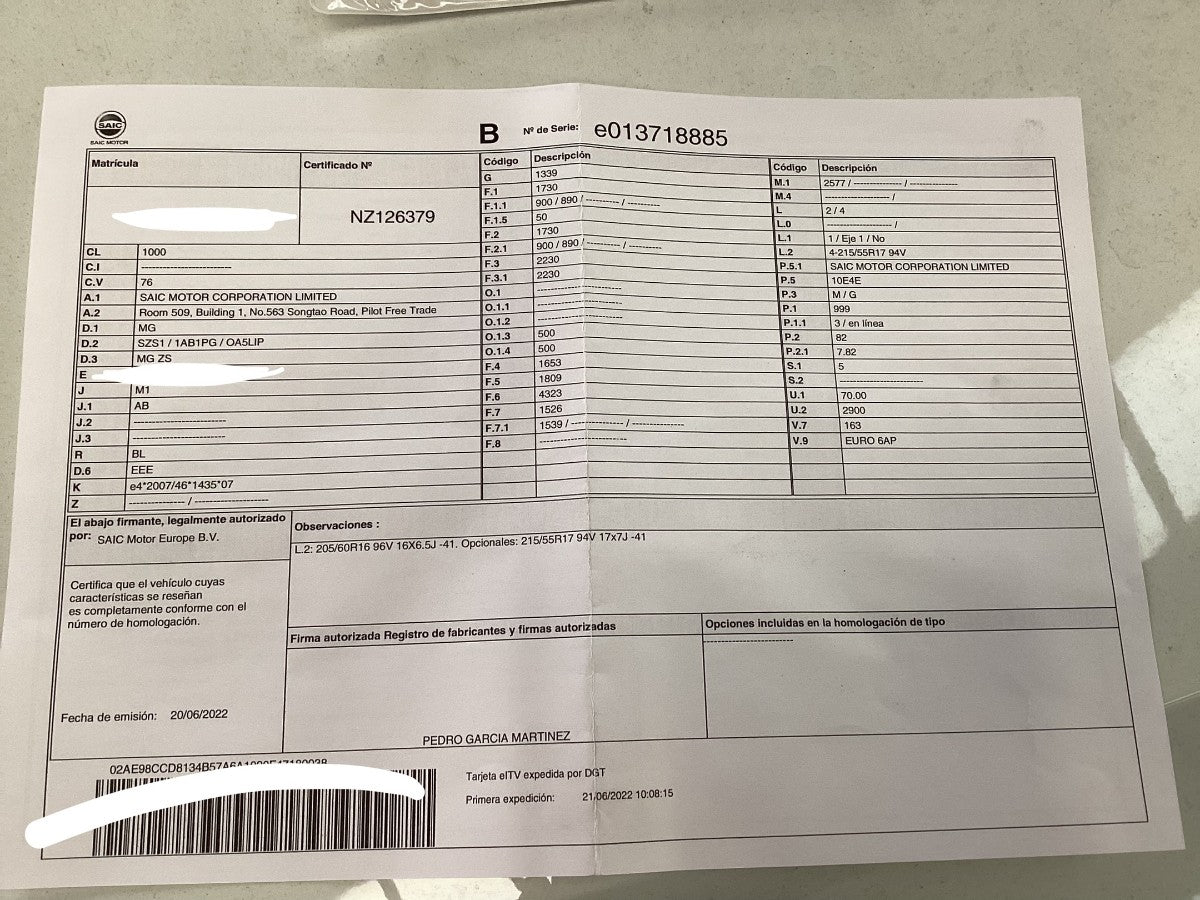 SAIC
SAIC MOTOR
B Nº de Serie: e013718885
Matrícula
Certificado Nº
NZ126379
CL 1000
C.I -------------------------
C.V 76
A.1 SAIC MOTOR CORPORATION LIMITED
A.2 Room 509, Building 1, No.563 Songtao Road, Pilot Free Trade
D.1 MG
D.2 SZS1 / 1AB1PG / OA5LIP
D.3 MG ZS
E
J M1
J.1 AB
J.2 -------------------------
J.3 -------------------------
R BL
D.6 EEE
K e4*2007/46*1435*07
Z ---------------- / --------------------
Código Descripción
G 1339
F.1 1730
F.1.1 900 / 890 / ---------- / ----------
F.1.5 50
F.2 1730
F.2.1 900 / 890 / ---------- / ----------
F.3 2230
F.3.1 2230
O.1 -------------------------
O.1.1 -------------------------
O.1.2 -------------------------
O.1.3 500
O.1.4 500
F.4 1653
F.5 1809
F.6 4323
F.7 1526
F.7.1 1539 / --------------- / ---------------
F.8 -------------------------
Código Descripción
M.1 2577 / --------------- / ---------------
M.4 -------------------- /
L 2 / 4
L.0 -------------------- /
L.1 1 / Eje 1 / No
L.2 4-215/55R17 94V
P.5.1 SAIC MOTOR CORPORATION LIMITED
P.5 10E4E
P.3 M / G
P.1 999
P.1.1 3 / en línea
P.2 82
P.2.1 7.82
S.1 5
S.2 -------------------------
U.1 70.00
U.2 2900
V.7 163
V.9 EURO 6AP
El abajo firmante, legalmente autorizado
por: SAIC Motor Europe B.V.
Certifica que el vehículo cuyas
características se reseñan
es completamente conforme con el
número de homologación.
Fecha de emisión: 20/06/2022
Observaciones :
L.2: 205/60R16 96V 16X6.5J -41. Opcionales: 215/55R17 94V 17x7J -41
Firma autorizada Registro de fabricantes y firmas autorizadas
PEDRO GARCIA MARTINEZ
Opciones incluidas en la homologación de tipo
-------------------------
Tarjeta eITV expedida por DGT
Primera expedición: 21/06/2022 10:08:15